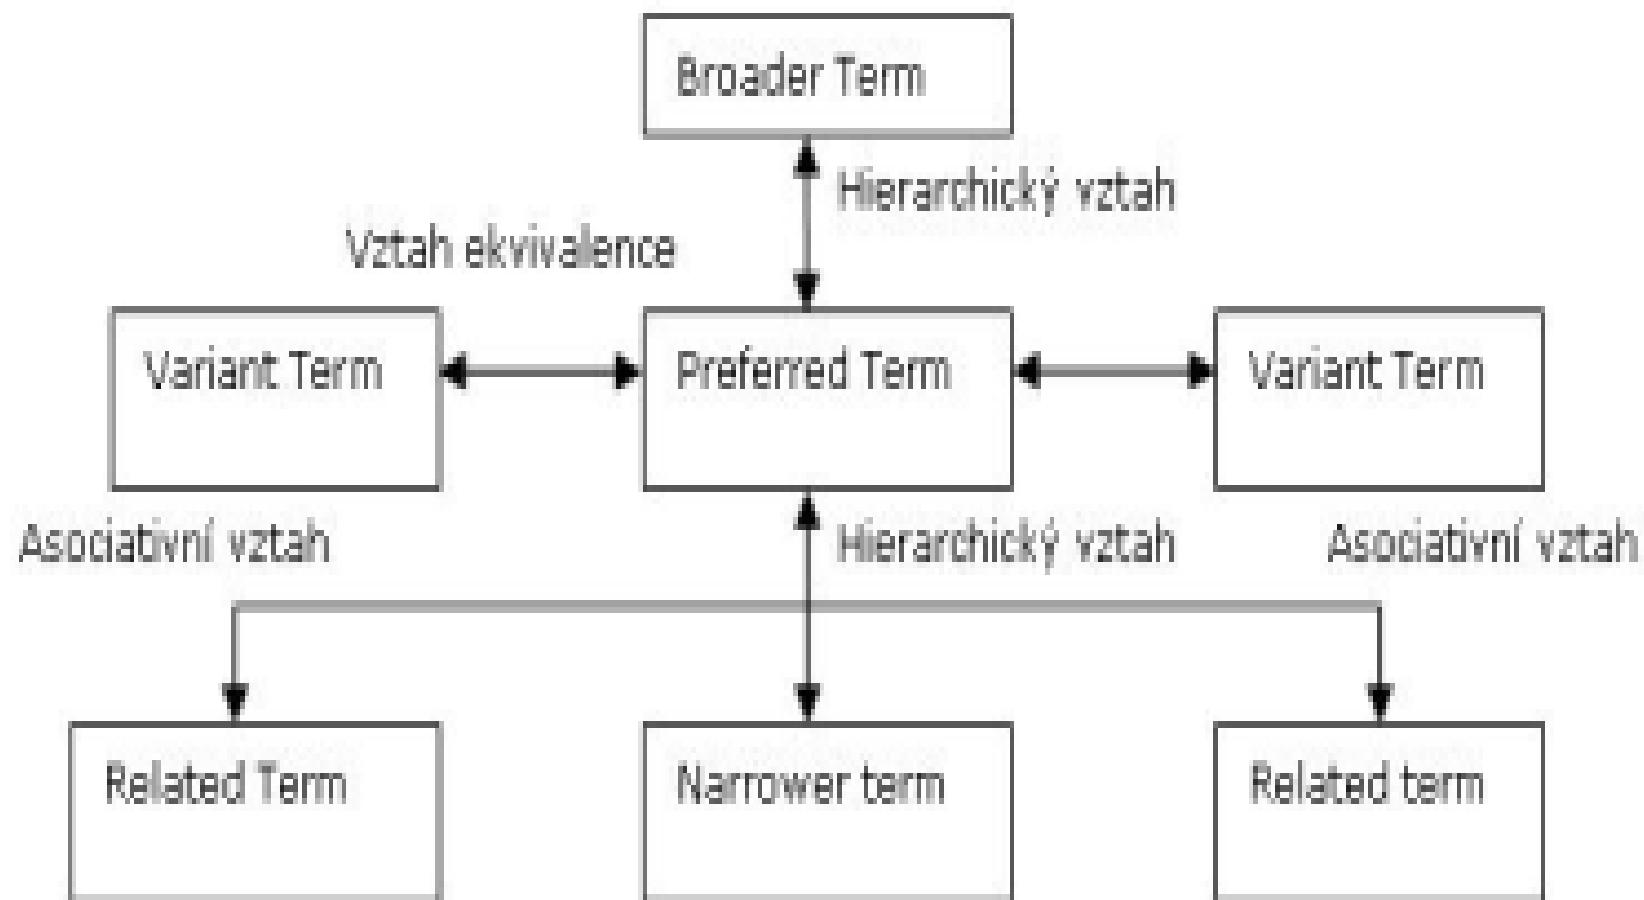 Broader Term
Hierarchický vztah
Vztah ekvivalence
Variant Term
Preferred Term
Variant Term
Asociativní vztah
Hierarchický vztah
Asociativní vztah
Related Term
Narrower term
Related term